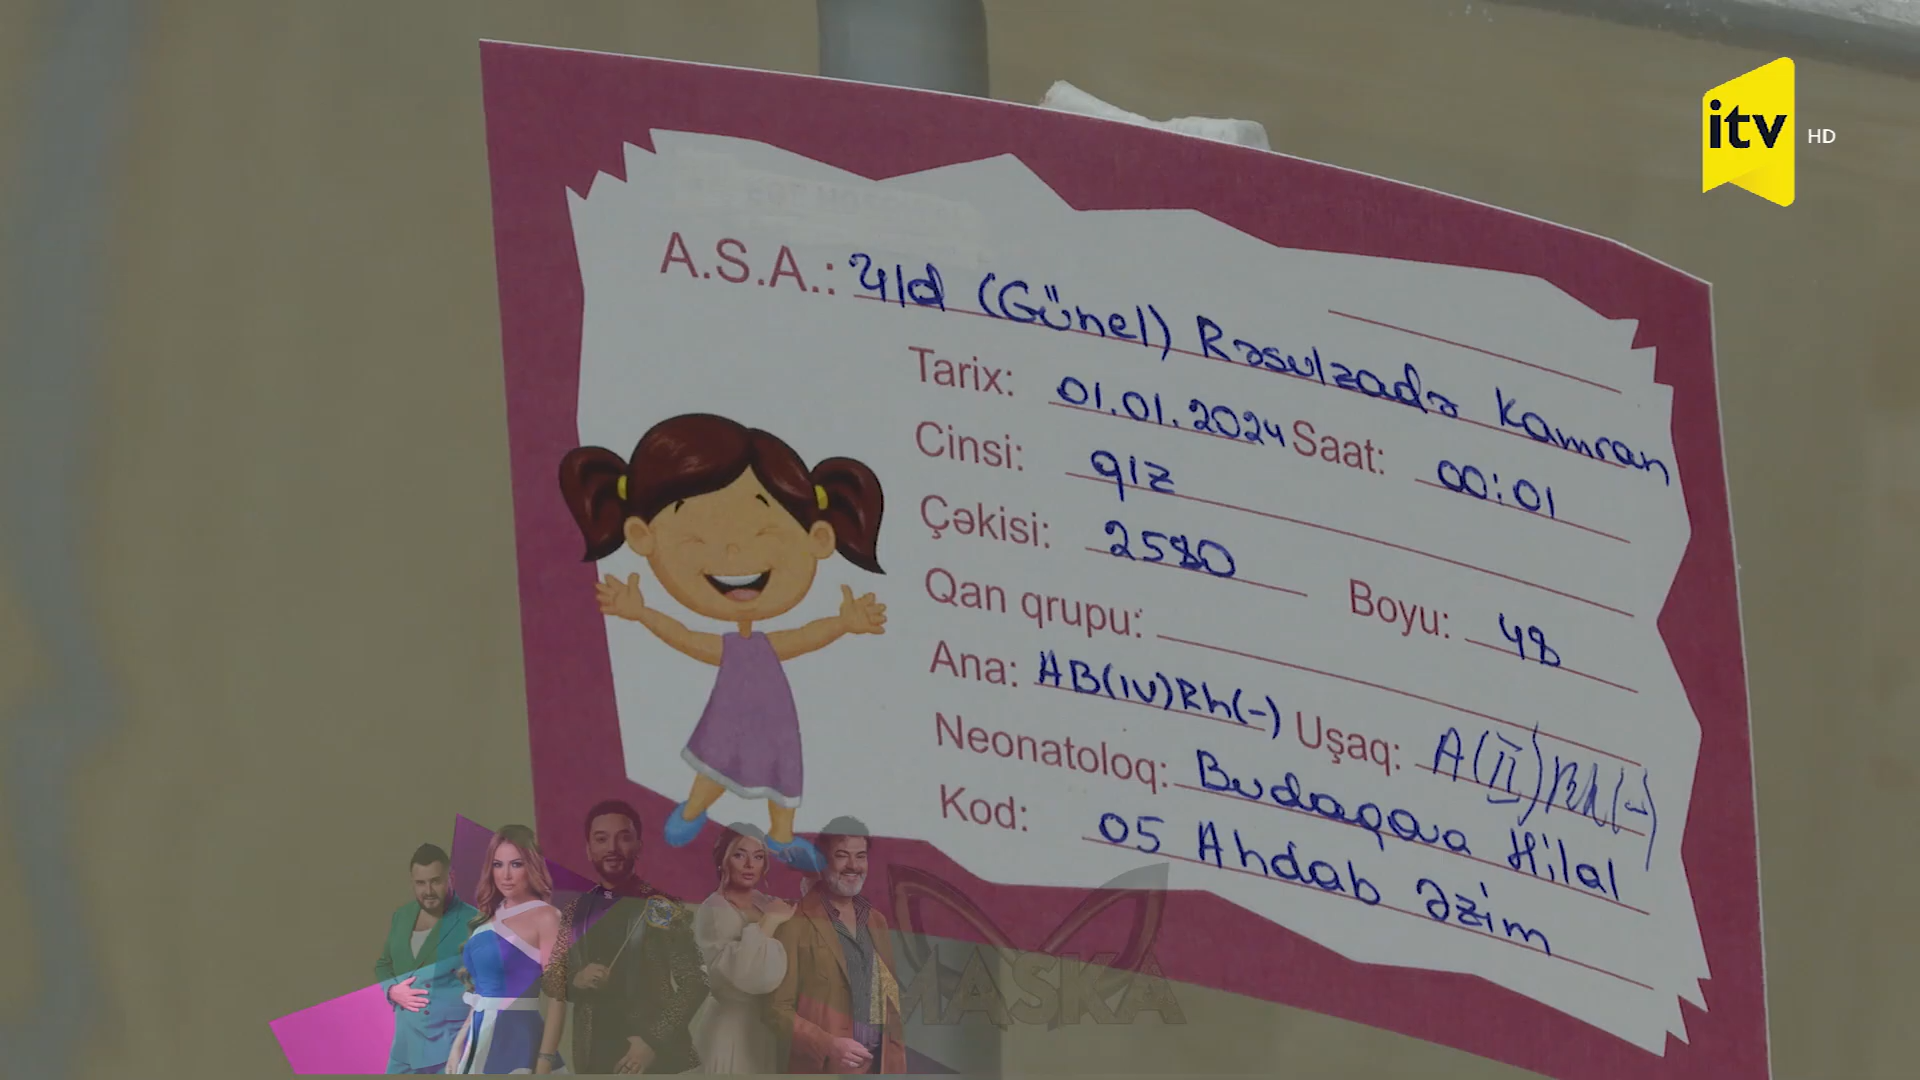 itv HD
A.S.A.: Y/d (Günel) Rəsulzadə Kamran
Tarix: 01.01.2024 Saat: 00:01
Cinsi: qız
Çəkisi: 2580 Boyu: 48
Qan qrupu:
Ana: AB(IV)Rh(-) Uşaq: A(II)Rh(-)
Neonatoloq: Budaqova Hilal
Kod: 05 Ahdab Əzim
MASKA